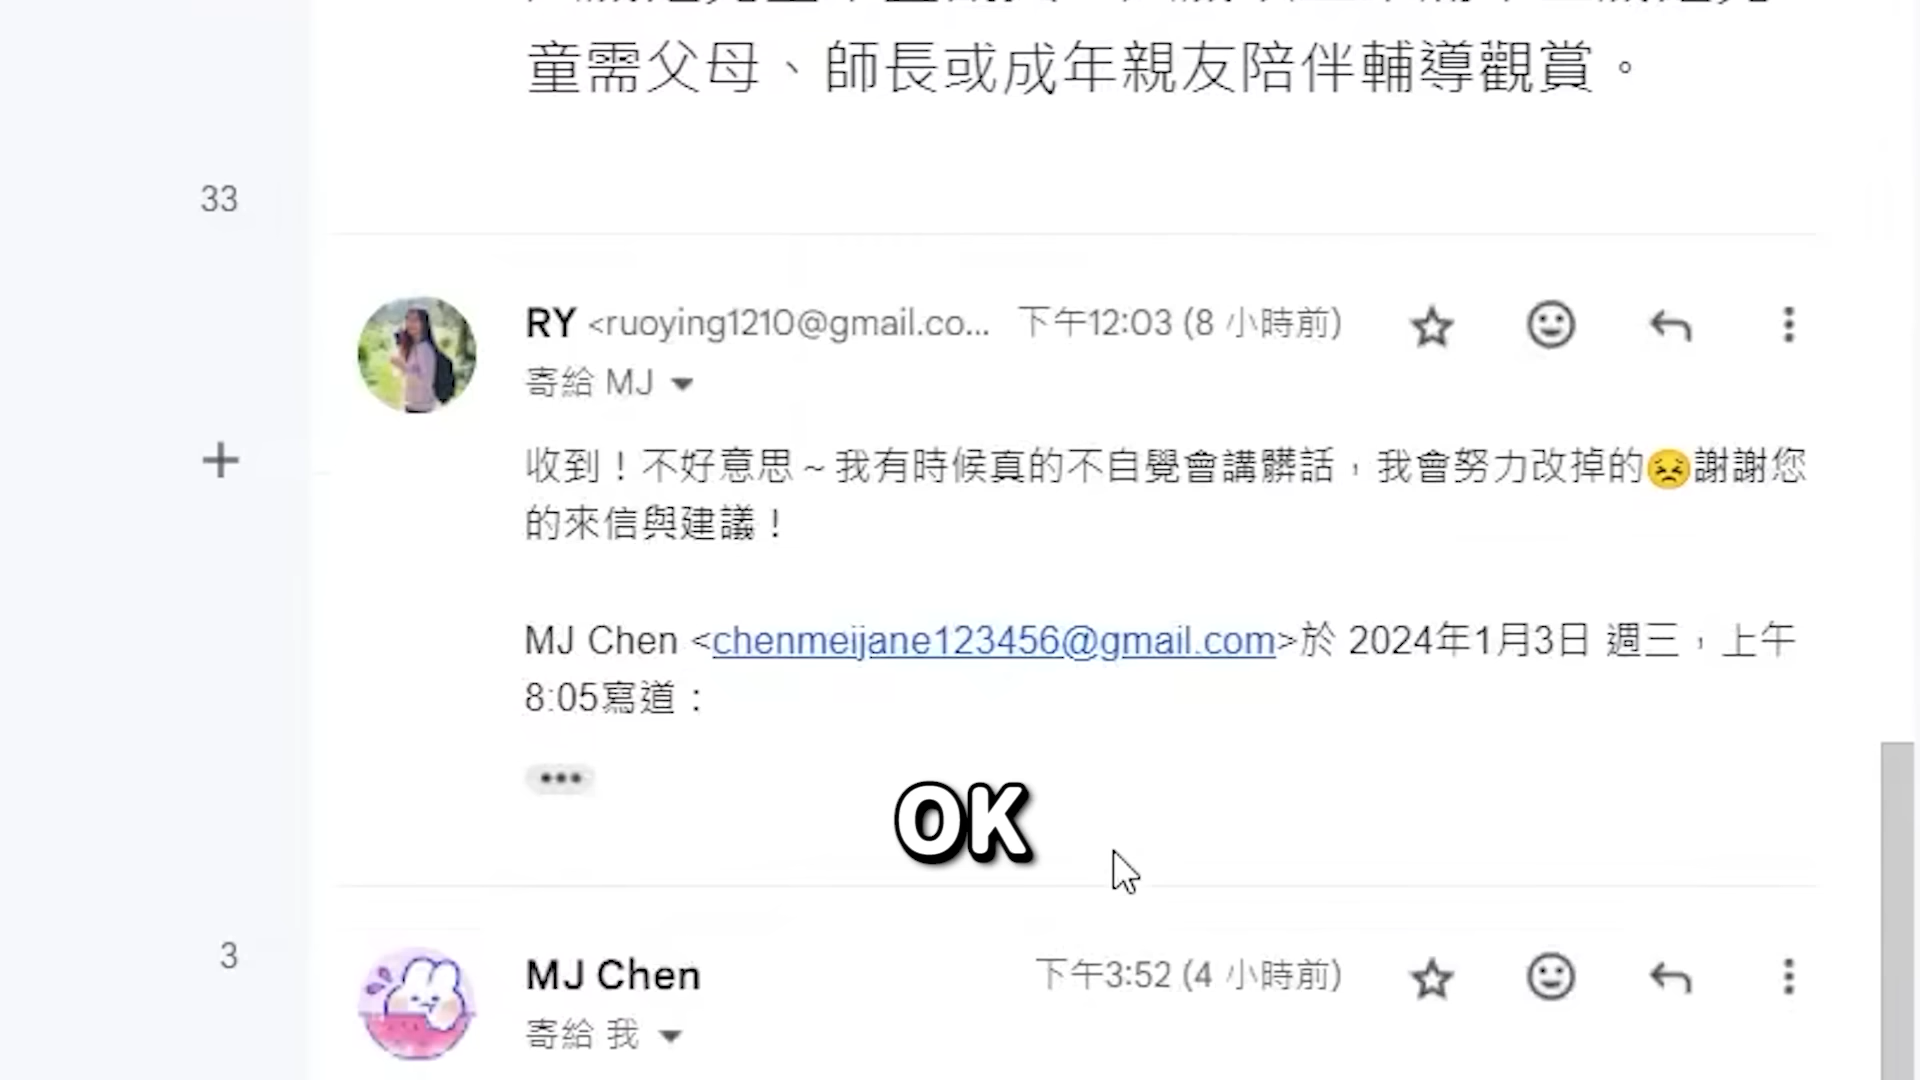 童需父母、師長或成年親友陪伴輔導觀賞。
33
RY <ruoying1210@gmail.co... 下午12:03 (8 小時前)
寄給 MJ
收到！不好意思~我有時候真的不自覺會講髒話，我會努力改掉的😣謝謝您
的來信與建議！
MJ Chen <chenmeijane123456@gmail.com>於 2024年1月3日 週三，上午
8:05寫道：
OK
3
MJ Chen 下午3:52 (4 小時前)
寄給 我